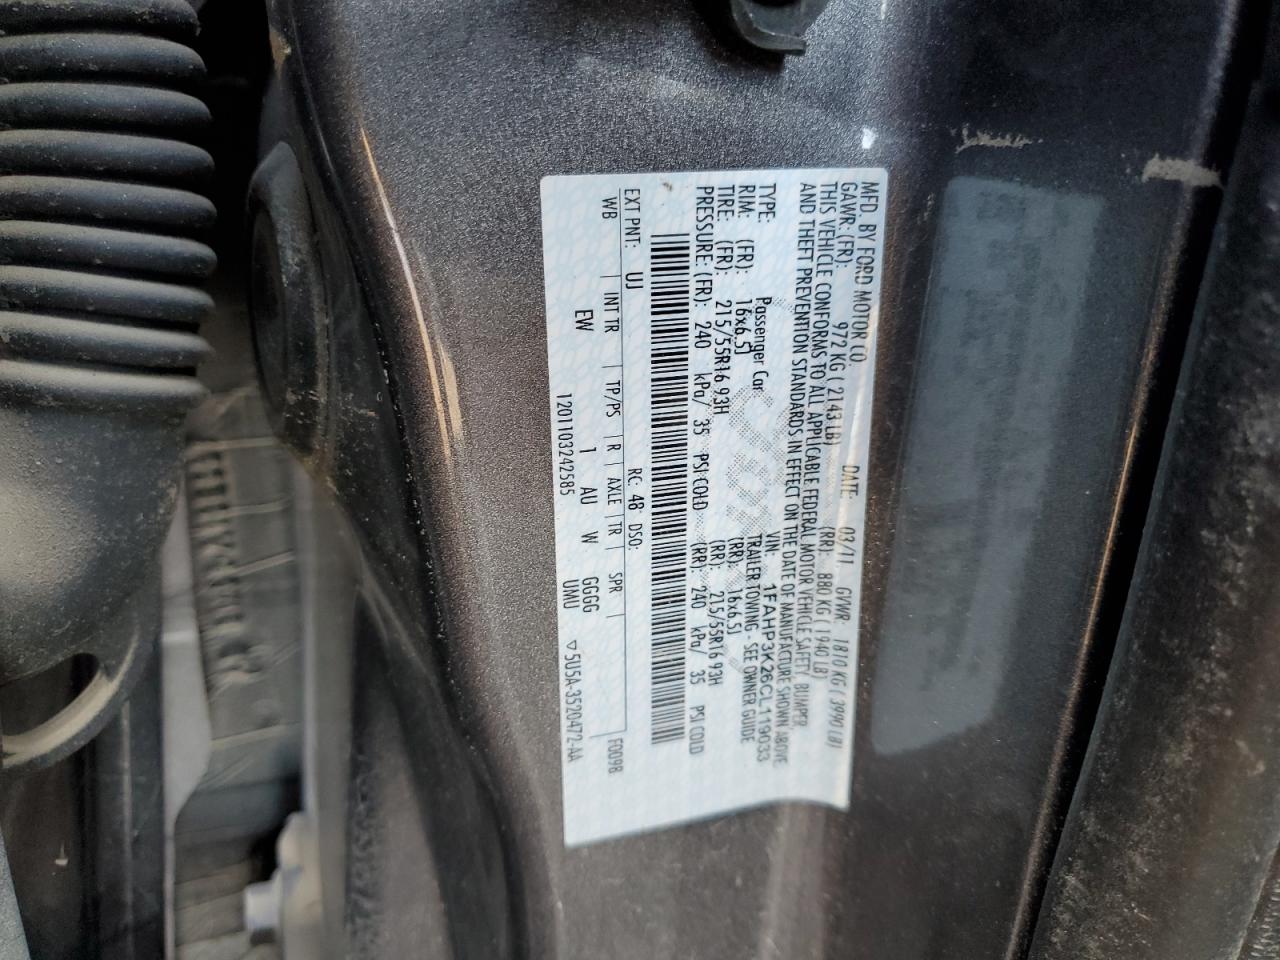 MFD. BY FORD MOTOR CO.
DATE: 03/11 GVWR: 1810 KG ( 3990 LB)
GAWR: (FR): 972 KG ( 2143 LB) (RR): 880 KG ( 1940 LB)
THIS VEHICLE CONFORMS TO ALL APPLICABLE FEDERAL MOTOR VEHICLE SAFETY, BUMPER,
AND THEFT PREVENTION STANDARDS IN EFFECT ON THE DATE OF MANUFACTURE SHOWN ABOVE
VIN: 1FAHP3K26CL119033
TYPE: Passenger Car TRAILER TOWING - SEE OWNER GUIDE
RIM: (FR): 16x6.5J (RR): 16x6.5J
TIRE: (FR): 215/55R16 93H (RR): 215/55R16 93H
PRESSURE: (FR): 240 kPa/ 35 PSI COLD (RR): 240 kPa/ 35 PSI COLD
EXT PNT: UJ RC: 48 DSO: F0098
WB INT TR TP/PS R AXLE TR SPR
EW 1 AU W GGGG
1201103242585 UMU ▽5U5A-3520472-AA